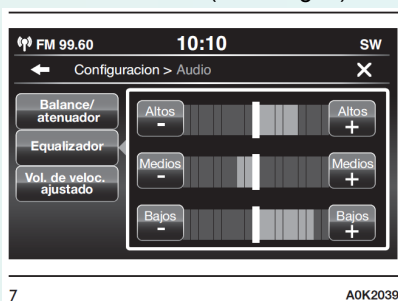 FM 99.60 10:10 SW
Configuracion > Audio
Balance/
atenuador
Equalizador
Vol. de veloc.
ajustado
Altos
-
Altos
+
Medios
-
Medios
+
Bajos
-
Bajos
+
7 A0K2039